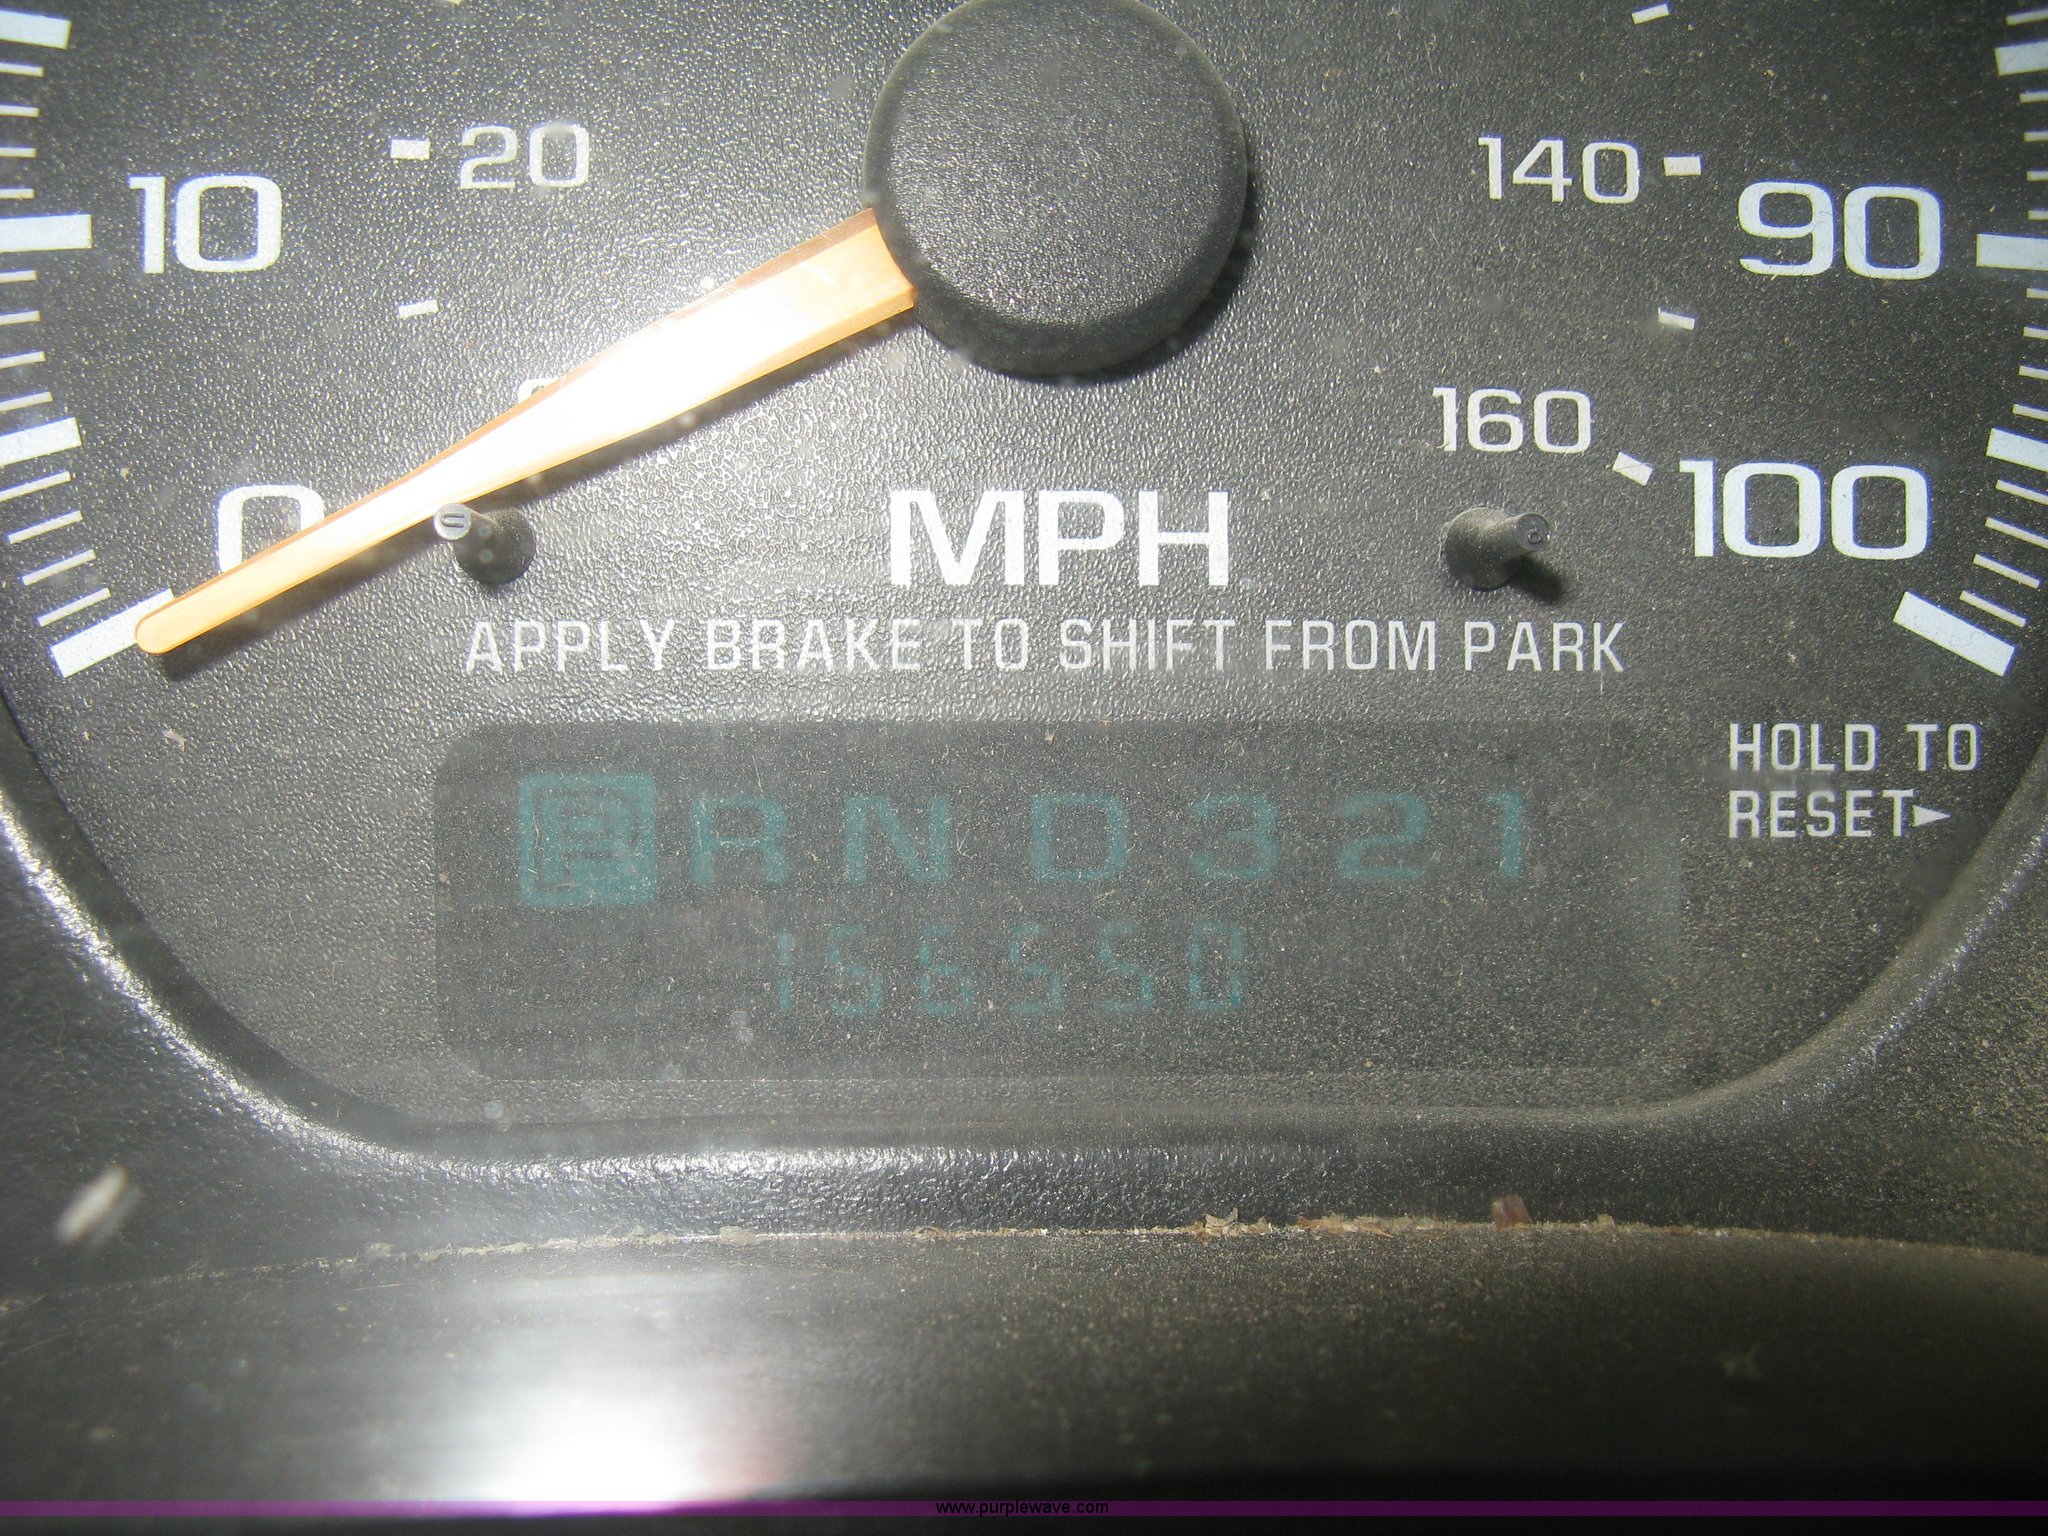 20
140
10
90
160
0
100
MPH
APPLY BRAKE TO SHIFT FROM PARK
HOLD TO
RESET►
P R N D 3 2 1
156550
www.purplewave.com